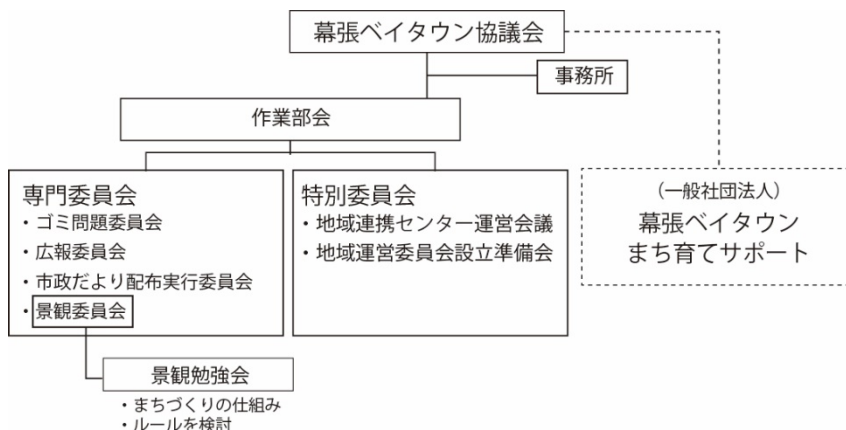 幕張ベイタウン協議会
事務所
作業部会
専門委員会
・ゴミ問題委員会
・広報委員会
・市政だより配布実行委員会
・景観委員会
特別委員会
・地域連携センター運営会議
・地域運営委員会設立準備会
（一般社団法人）
幕張ベイタウン
まち育てサポート
景観勉強会
・まちづくりの仕組み
・ルールを検討